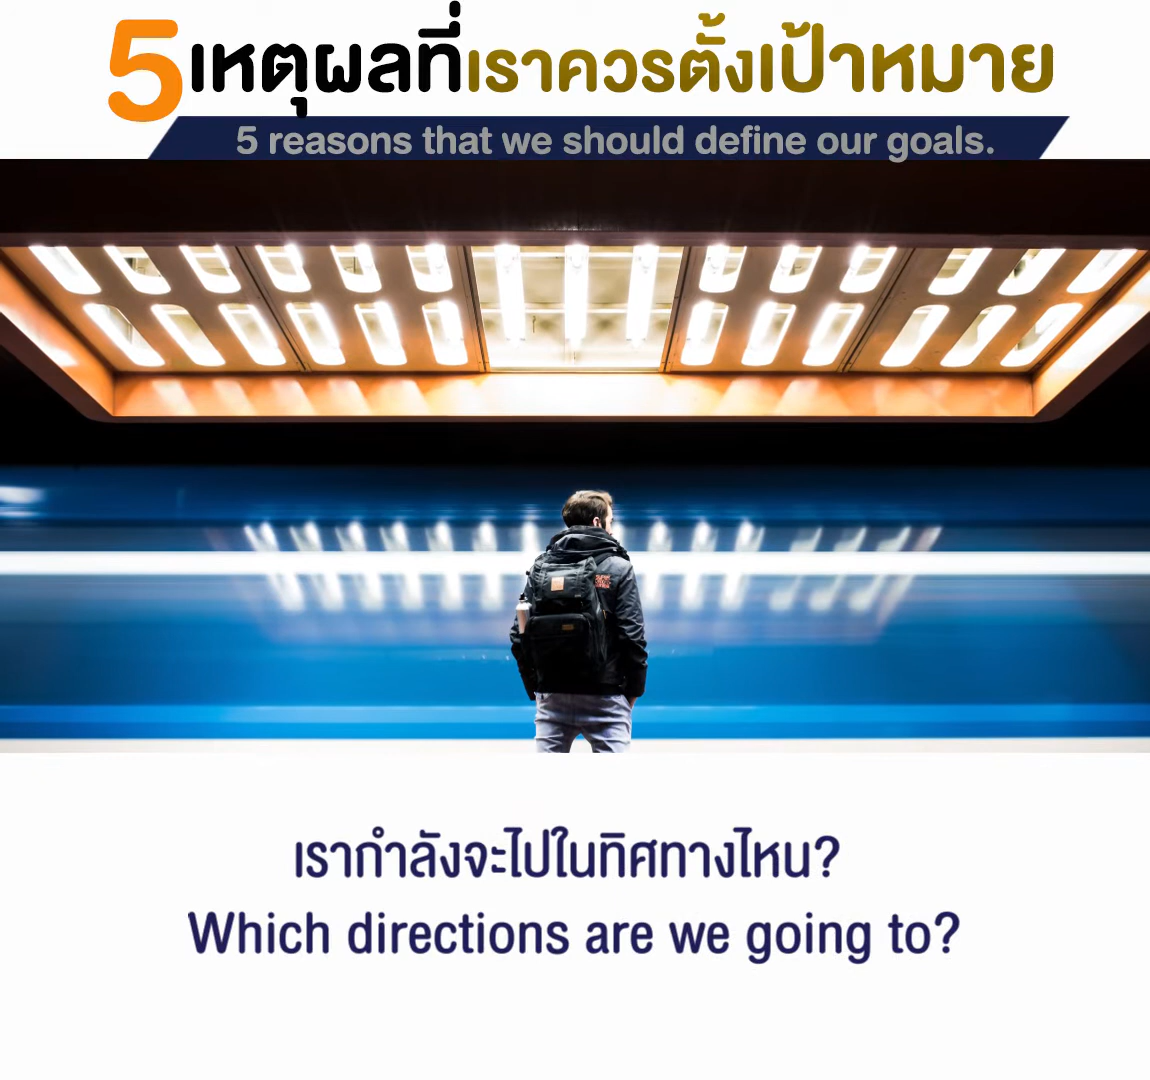 5เหตุผลที่เราควรตั้งเป้าหมาย
5 reasons that we should define our goals.
เรากำลังจะไปในทิศทางไหน?
Which directions are we going to?